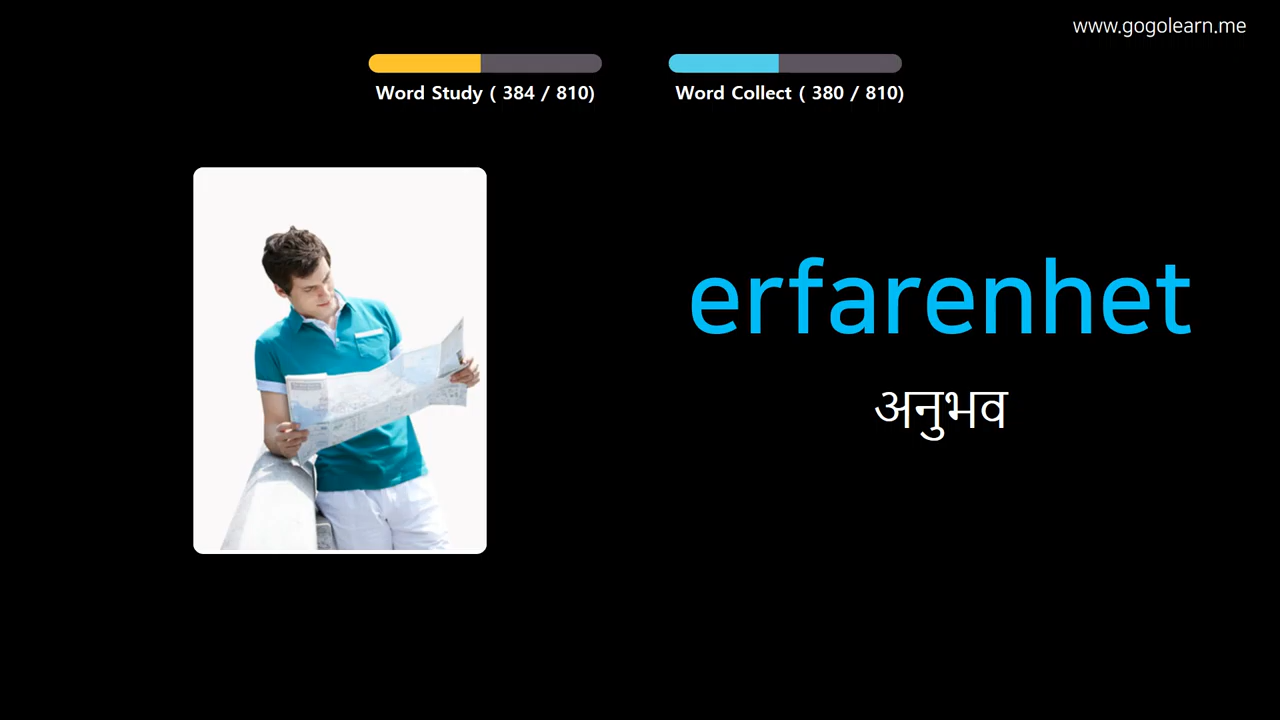 www.gogolearn.me
Word Study ( 384 / 810)
Word Collect ( 380 / 810)
erfarenhet
अनुभव